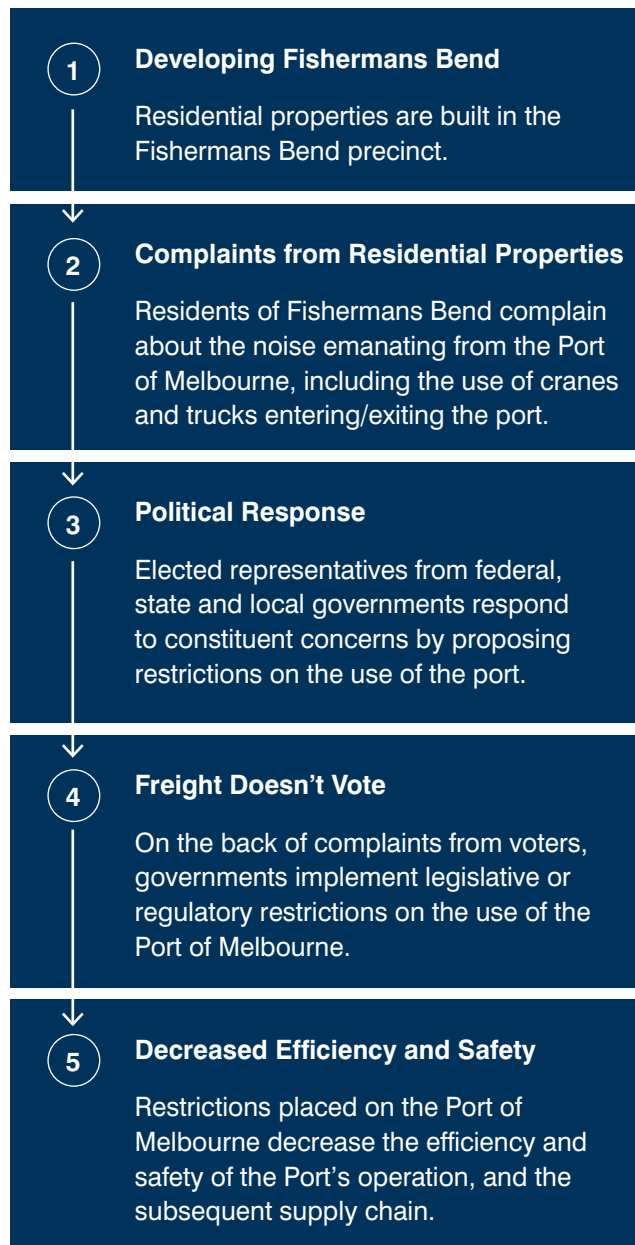 1
Developing Fishermans Bend
Residential properties are built in the
Fishermans Bend precinct.
2
Complaints from Residential Properties
Residents of Fishermans Bend complain
about the noise emanating from the Port
of Melbourne, including the use of cranes
and trucks entering/exiting the port.
3
Political Response
Elected representatives from federal,
state and local governments respond
to constituent concerns by proposing
restrictions on the use of the port.
4
Freight Doesn’t Vote
On the back of complaints from voters,
governments implement legislative or
regulatory restrictions on the use of the
Port of Melbourne.
5
Decreased Efficiency and Safety
Restrictions placed on the Port of
Melbourne decrease the efficiency and
safety of the Port’s operation, and the
subsequent supply chain.